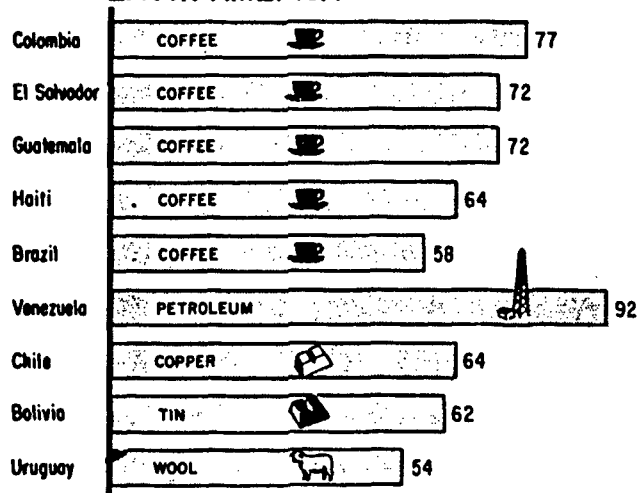 Colombia COFFEE 77
El Salvador COFFEE 72
Guatemala COFFEE 72
Haiti COFFEE 64
Brazil COFFEE 58
Venezuela PETROLEUM 92
Chile COPPER 64
Bolivia TIN 62
Uruguay WOOL 54